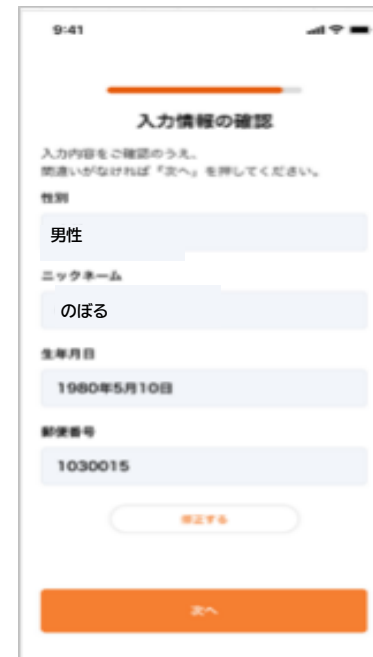 9:41
入力情報の確認
入力内容をご確認のうえ、
間違いがなければ「次へ」を押してください。
性別
男性
ニックネーム
のぼる
生年月日
1980年5月10日
郵便番号
1030015
修正する
次へ